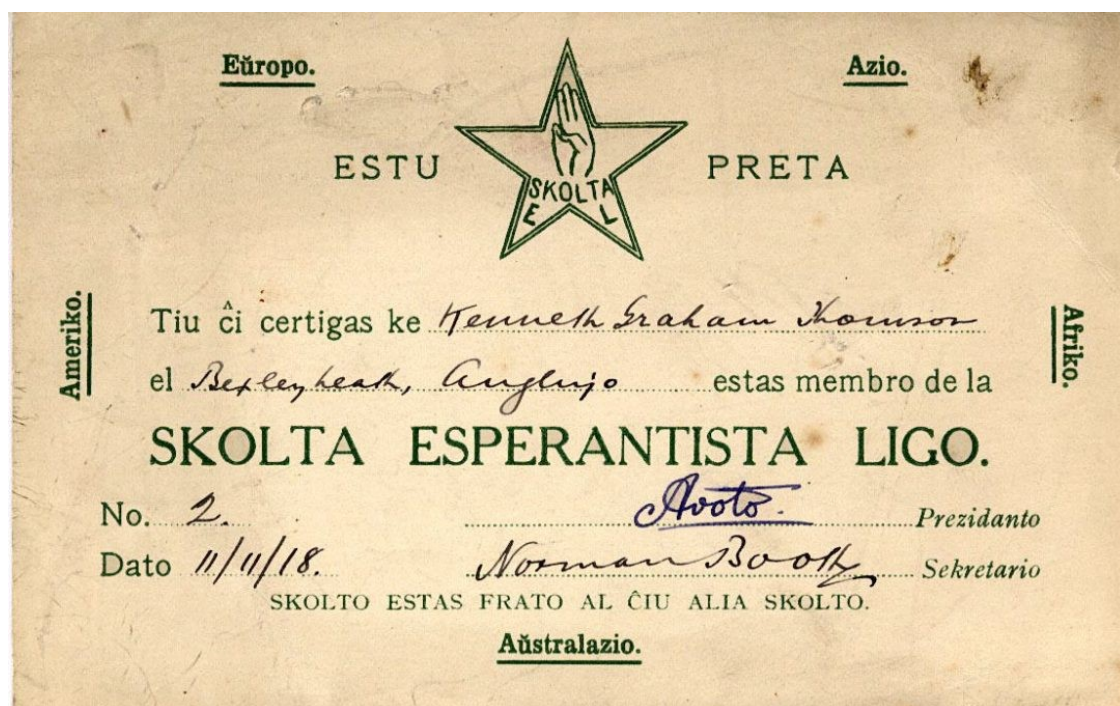 Eŭropo. Azio.
ESTU PRETA
SKOLTA
E L
Ameriko.
Afriko.
Tiu ĉi certigas ke Kenneth Graham Thomson
el Bexleyheath, Anglujo estas membro de la
SKOLTA ESPERANTISTA LIGO.
No. 2. Avoto. Prezidanto
Dato 11/11/18. Norman Booth Sekretario
SKOLTO ESTAS FRATO AL ĈIU ALIA SKOLTO.
Aŭstralazio.